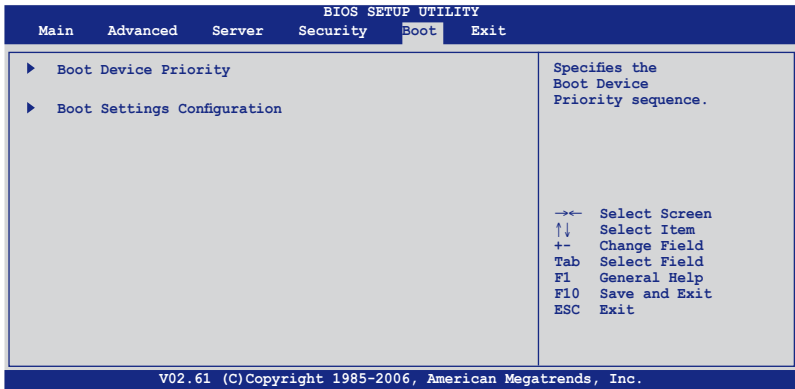 BIOS SETUP UTILITY
Main Advanced Server Security Boot Exit
Boot Device Priority
Boot Settings Configuration
Specifies the
Boot Device
Priority sequence.
→← Select Screen
↑↓ Select Item
+- Change Field
Tab Select Field
F1 General Help
F10 Save and Exit
ESC Exit
V02.61 (C)Copyright 1985-2006, American Megatrends, Inc.